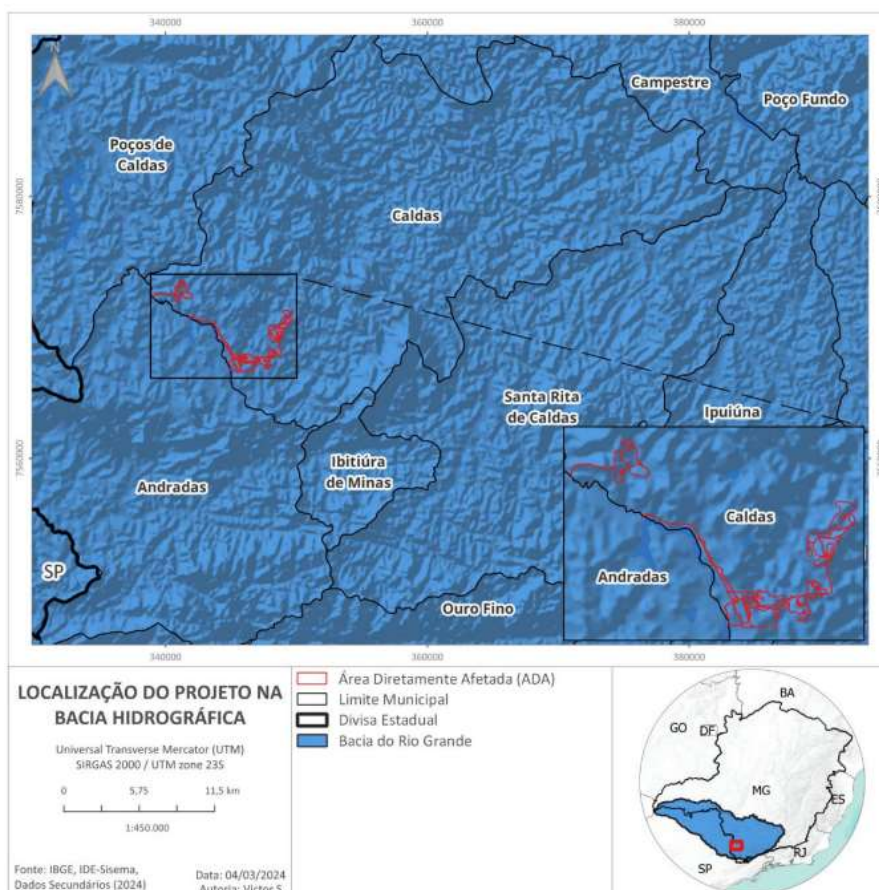 340000 360000 380000
N
Campestre
Poço Fundo
Poços de
Caldas
7580000
Caldas
Santa Rita
de Caldas
Ipuiúna
7560000
Ibitiúra
de Minas
Andradas
Caldas
Andradas
SP
Ouro Fino
340000 360000 380000
LOCALIZAÇÃO DO PROJETO NA
BACIA HIDROGRÁFICA
Universal Transverse Mercator (UTM)
SIRGAS 2000 / UTM zone 23S
0 5,75 11,5 km
1:450.000
Fonte: IBGE, IDE-Sisema,
Dados Secundários (2024)
Data: 04/03/2024
Autoria: Victor S.
Área Diretamente Afetada (ADA)
Limite Municipal
Divisa Estadual
Bacia do Rio Grande
BA
GO
DF
MG
ES
RJ
SP